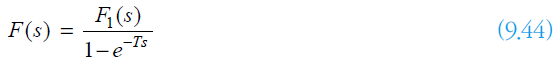 F(s) = F₁(s) / (1 − e^(−Ts)) (9.44)